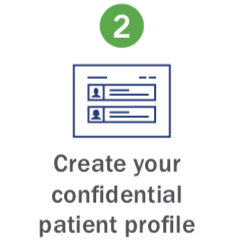 2
Create your
confidential
patient profile